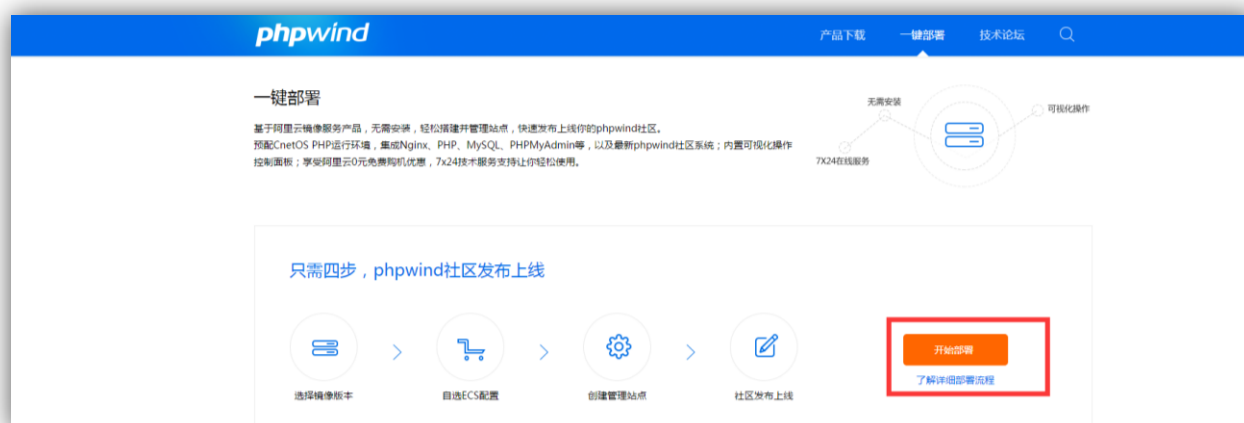 phpwind
产品下载 一键部署 技术论坛
一键部署
基于阿里云镜像服务产品，无需安装，轻松搭建并管理站点，快速发布上线你的phpwind社区。
预配CnetOS PHP运行环境，集成Nginx、PHP、MySQL、PHPMyAdmin等，以及最新phpwind社区系统；内置可视化操作
控制面板；享受阿里云0元免费购机优惠，7x24技术服务支持让你轻松使用。
无需安装
可视化操作
7X24在线服务
只需四步，phpwind社区发布上线
开始部署
了解详细部署流程
选择镜像版本 自选ECS配置 创建管理站点 社区发布上线